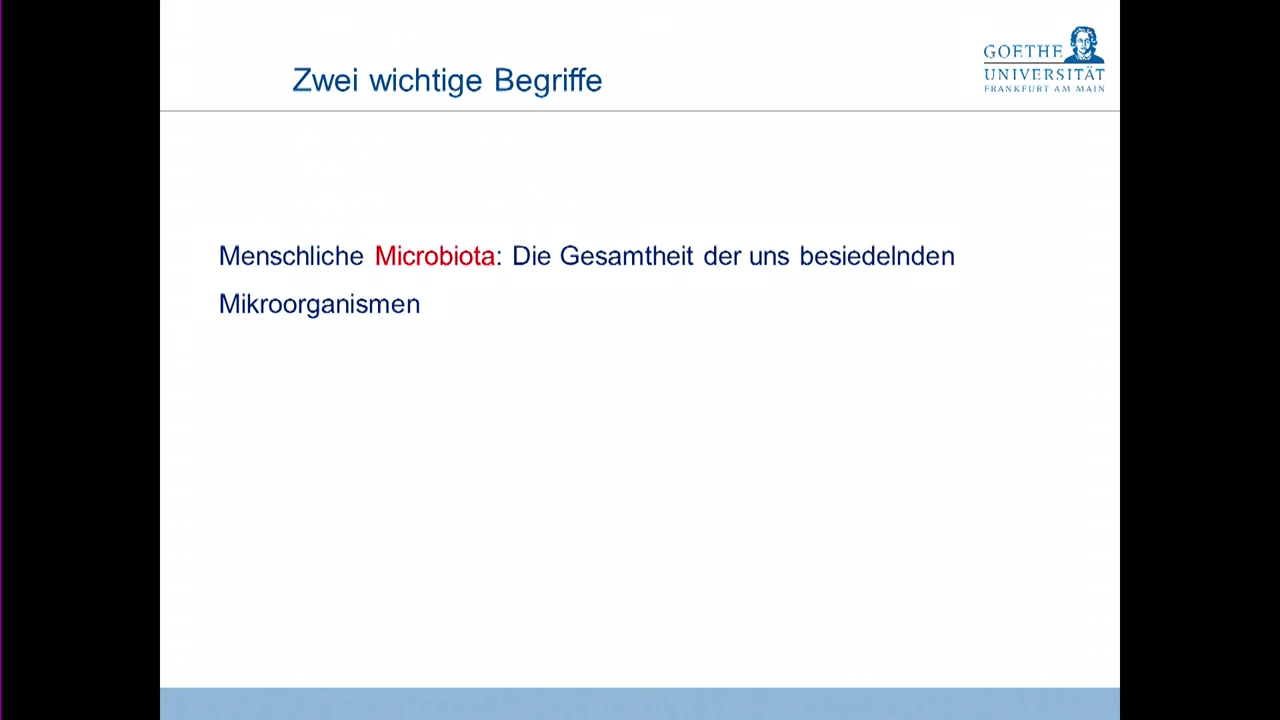 Zwei wichtige Begriffe
GOETHE
UNIVERSITÄT
FRANKFURT AM MAIN
Menschliche Microbiota: Die Gesamtheit der uns besiedelnden
Mikroorganismen